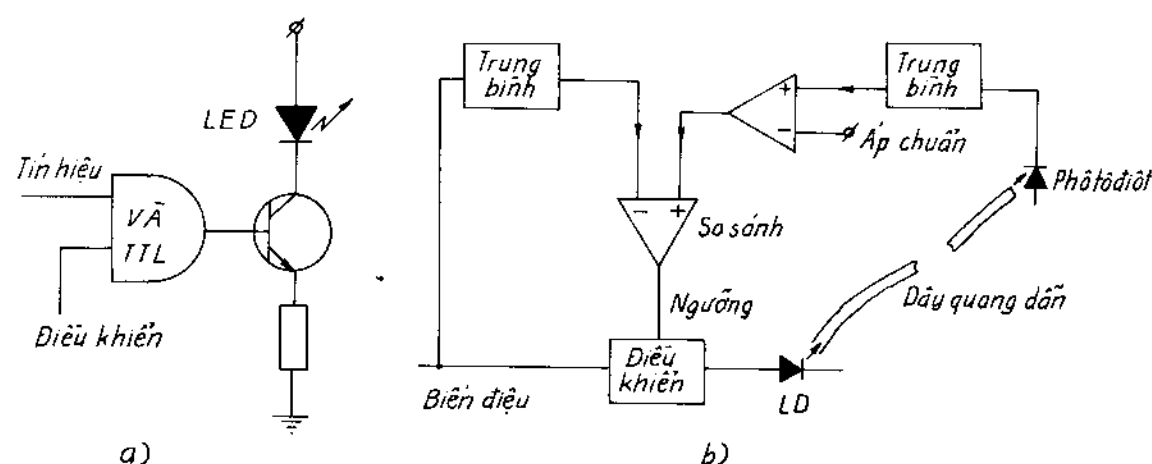 LED
Tín hiệu
VÀ
TTL
Điều khiển
a)
Trung
bình
+
-
Áp chuẩn
Trung
bình
Phôtôđiôt
-
+
So sánh
Ngưỡng
Dây quang dẫn
Điều
khiển
Biến điệu
LD
b)